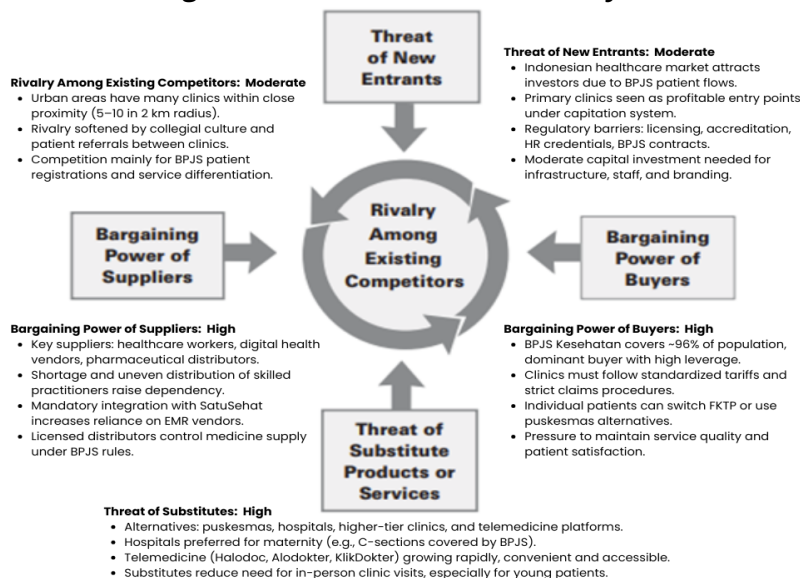 Threat
of New
Entrants
Threat of New Entrants:  Moderate
• Indonesian healthcare market attracts
investors due to BPJS patient flows.
• Primary clinics seen as profitable entry points
under capitation system.
• Regulatory barriers: licensing, accreditation,
HR credentials, BPJS contracts.
• Moderate capital investment needed for
infrastructure, staff, and branding.
Rivalry Among Existing Competitors:  Moderate
• Urban areas have many clinics within close
proximity (5–10 in 2 km radius).
• Rivalry softened by collegial culture and
patient referrals between clinics.
• Competition mainly for BPJS patient
registrations and service differentiation.
Bargaining
Power of
Suppliers
Rivalry
Among
Existing
Competitors
Bargaining
Power of
Buyers
Bargaining Power of Suppliers:  High
• Key suppliers: healthcare workers, digital health
vendors, pharmaceutical distributors.
• Shortage and uneven distribution of skilled
practitioners raise dependency.
• Mandatory integration with SatuSehat
increases reliance on EMR vendors.
• Licensed distributors control medicine supply
under BPJS rules.
Bargaining Power of Buyers:  High
• BPJS Kesehatan covers ~96% of population,
dominant buyer with high leverage.
• Clinics must follow standardized tariffs and
strict claims procedures.
• Individual patients can switch FKTP or use
puskesmas alternatives.
• Pressure to maintain service quality and
patient satisfaction.
Threat of
Substitute
Products or
Services
Threat of Substitutes:  High
• Alternatives: puskesmas, hospitals, higher-tier clinics, and telemedicine platforms.
• Hospitals preferred for maternity (e.g., C-sections covered by BPJS).
• Telemedicine (Halodoc, Alodokter, KlikDokter) growing rapidly, convenient and accessible.
• Substitutes reduce need for in-person clinic visits, especially for young patients.